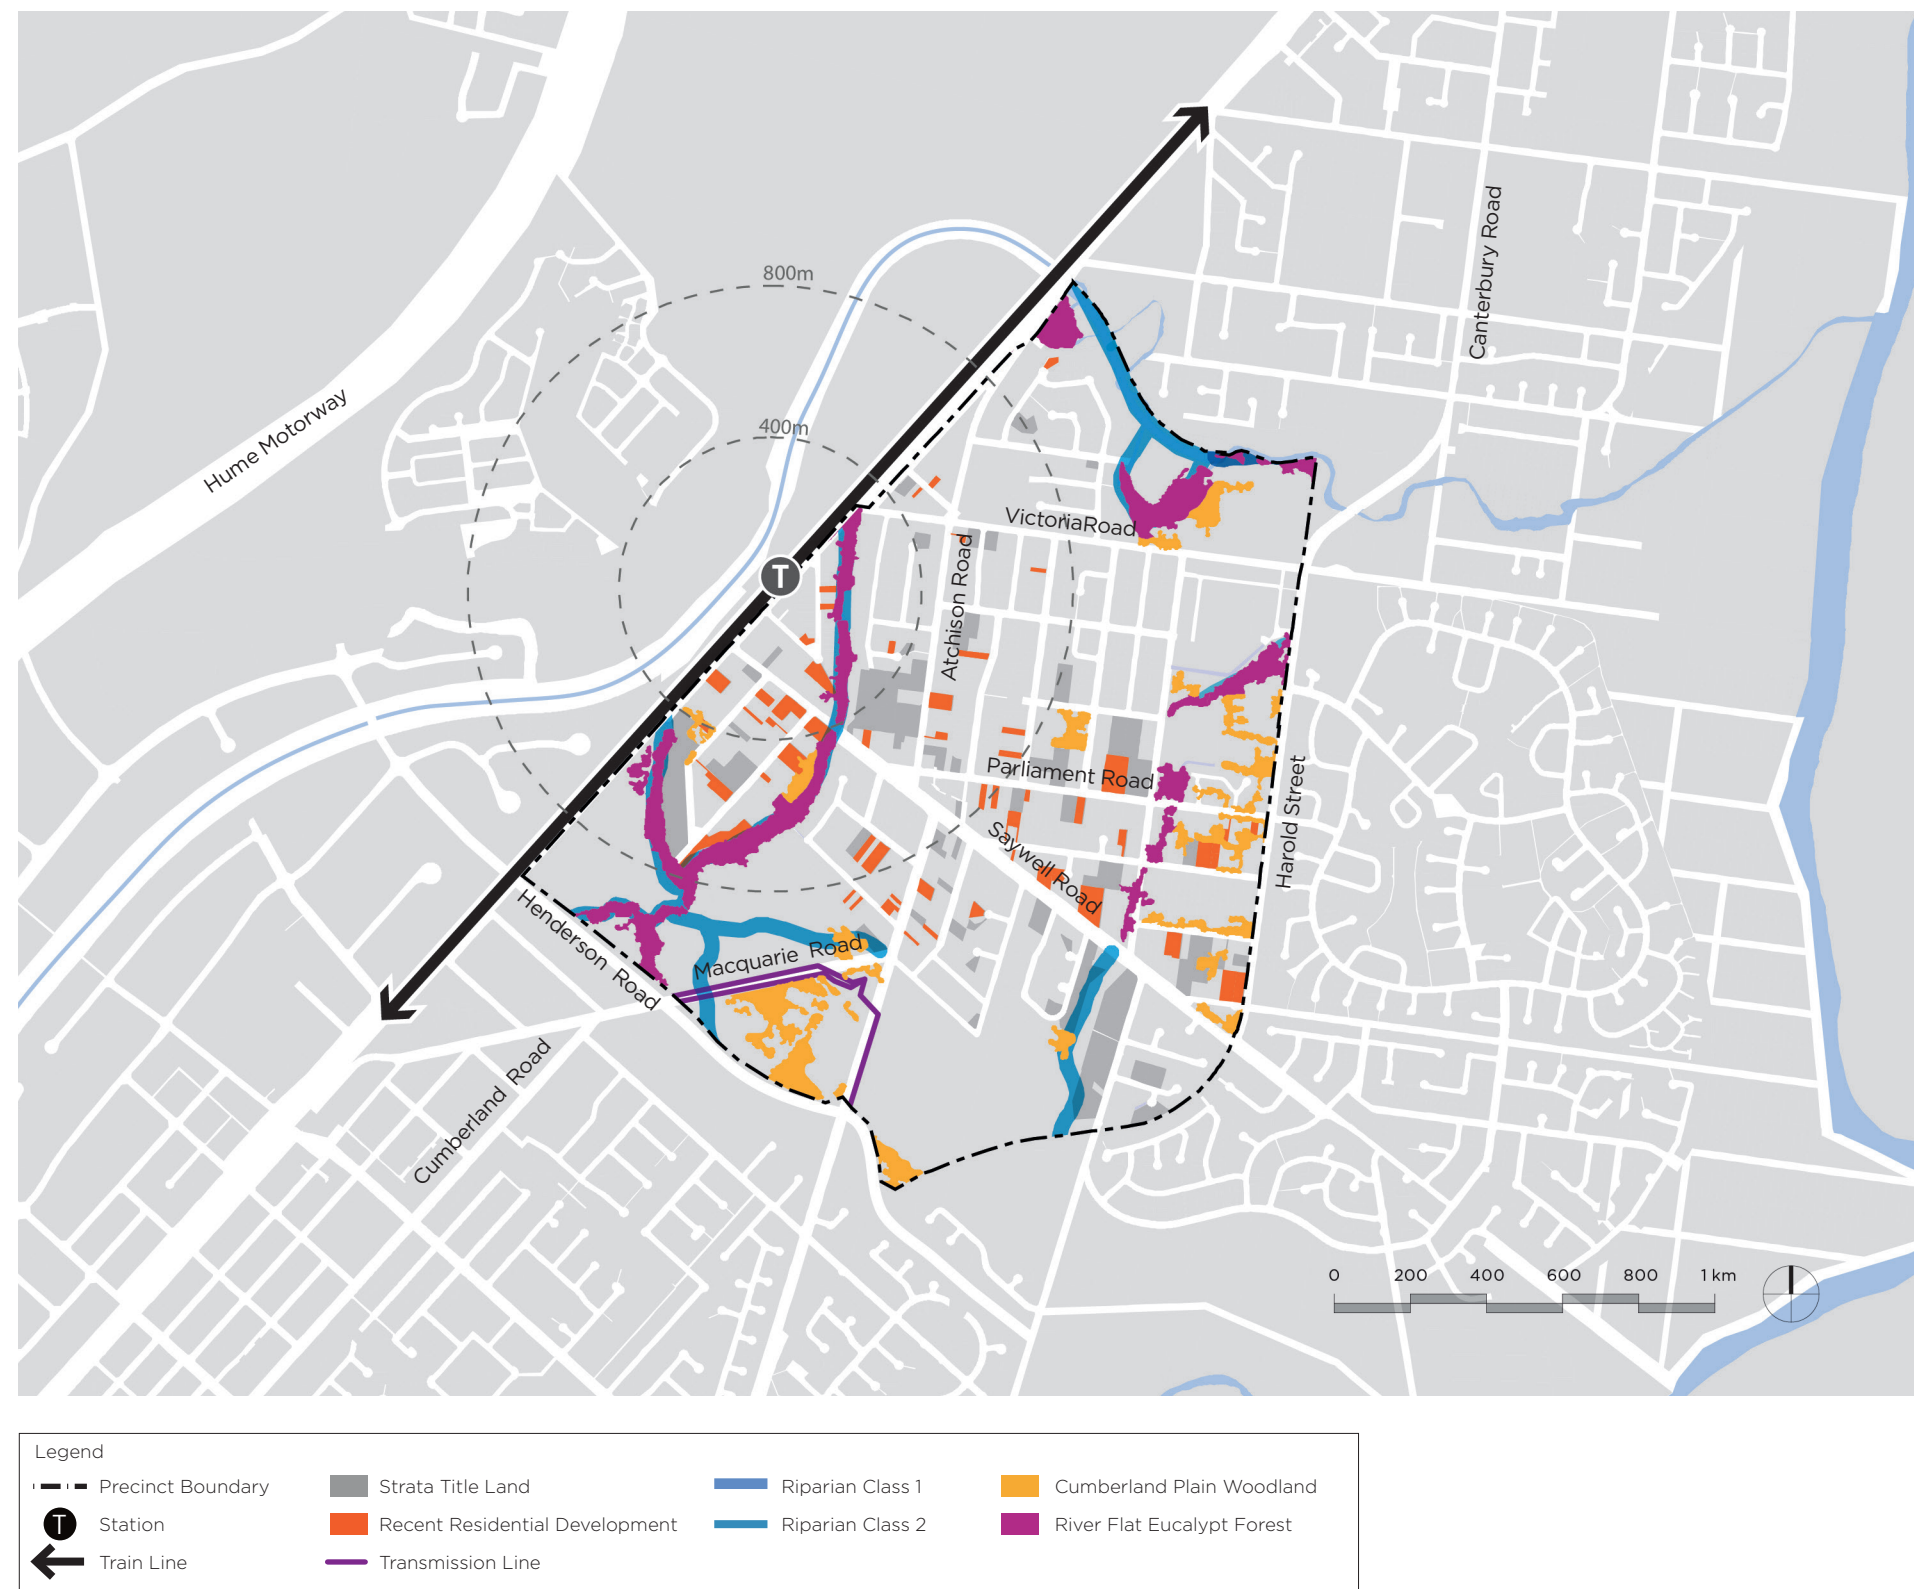 800m
Canterbury Road
Hume Motorway
400m
VictoriaRoad
T
Atchison Road
Parliament Road
Harold Street
Saywell Road
Henderson Road
Macquarie Road
Cumberland Road
0 200 400 600 800 1 km
Legend
Precinct Boundary
Strata Title Land
Riparian Class 1
Cumberland Plain Woodland
T Station
Recent Residential Development
Riparian Class 2
River Flat Eucalypt Forest
Train Line
Transmission Line